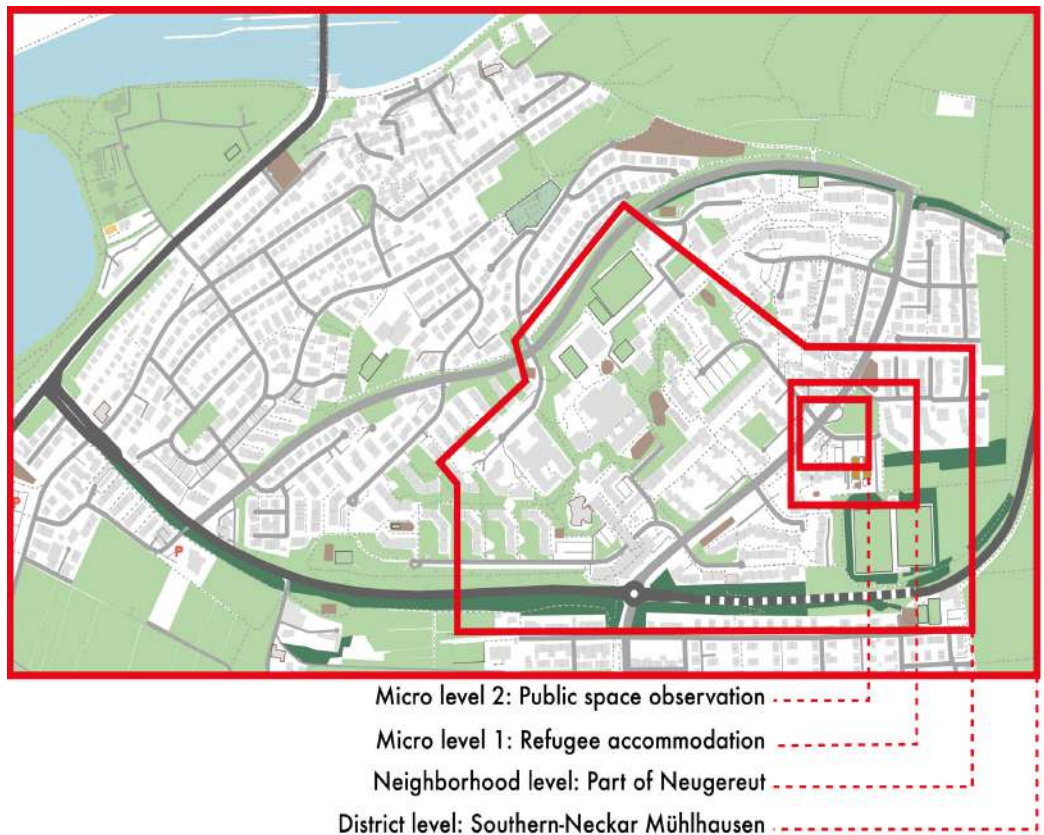 P
P
Micro level 2: Public space observation
Micro level 1: Refugee accommodation
Neighborhood level: Part of Neugereut
District level: Southern-Neckar Mühlhausen